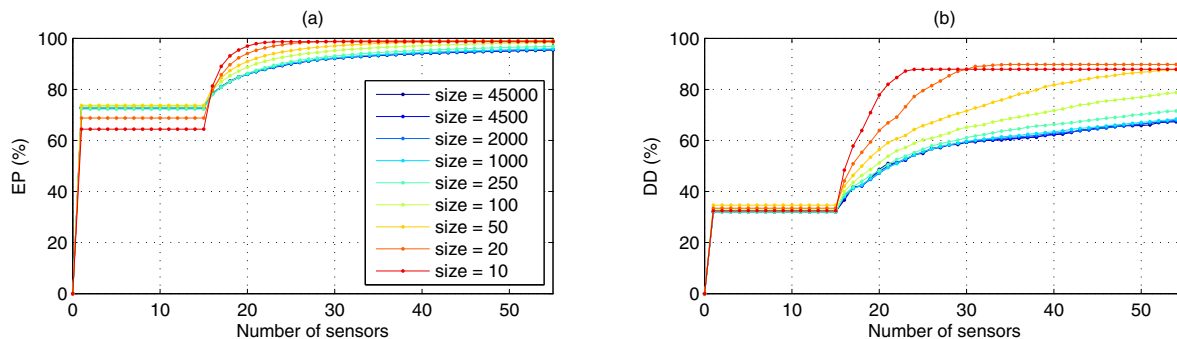 (a)
100
80
60
40
20
0
EP (%)
0 10 20 30 40 50
Number of sensors
size = 45000
size = 4500
size = 2000
size = 1000
size = 250
size = 100
size = 50
size = 20
size = 10
(b)
100
80
60
40
20
0
DD (%)
0 10 20 30 40 50
Number of sensors